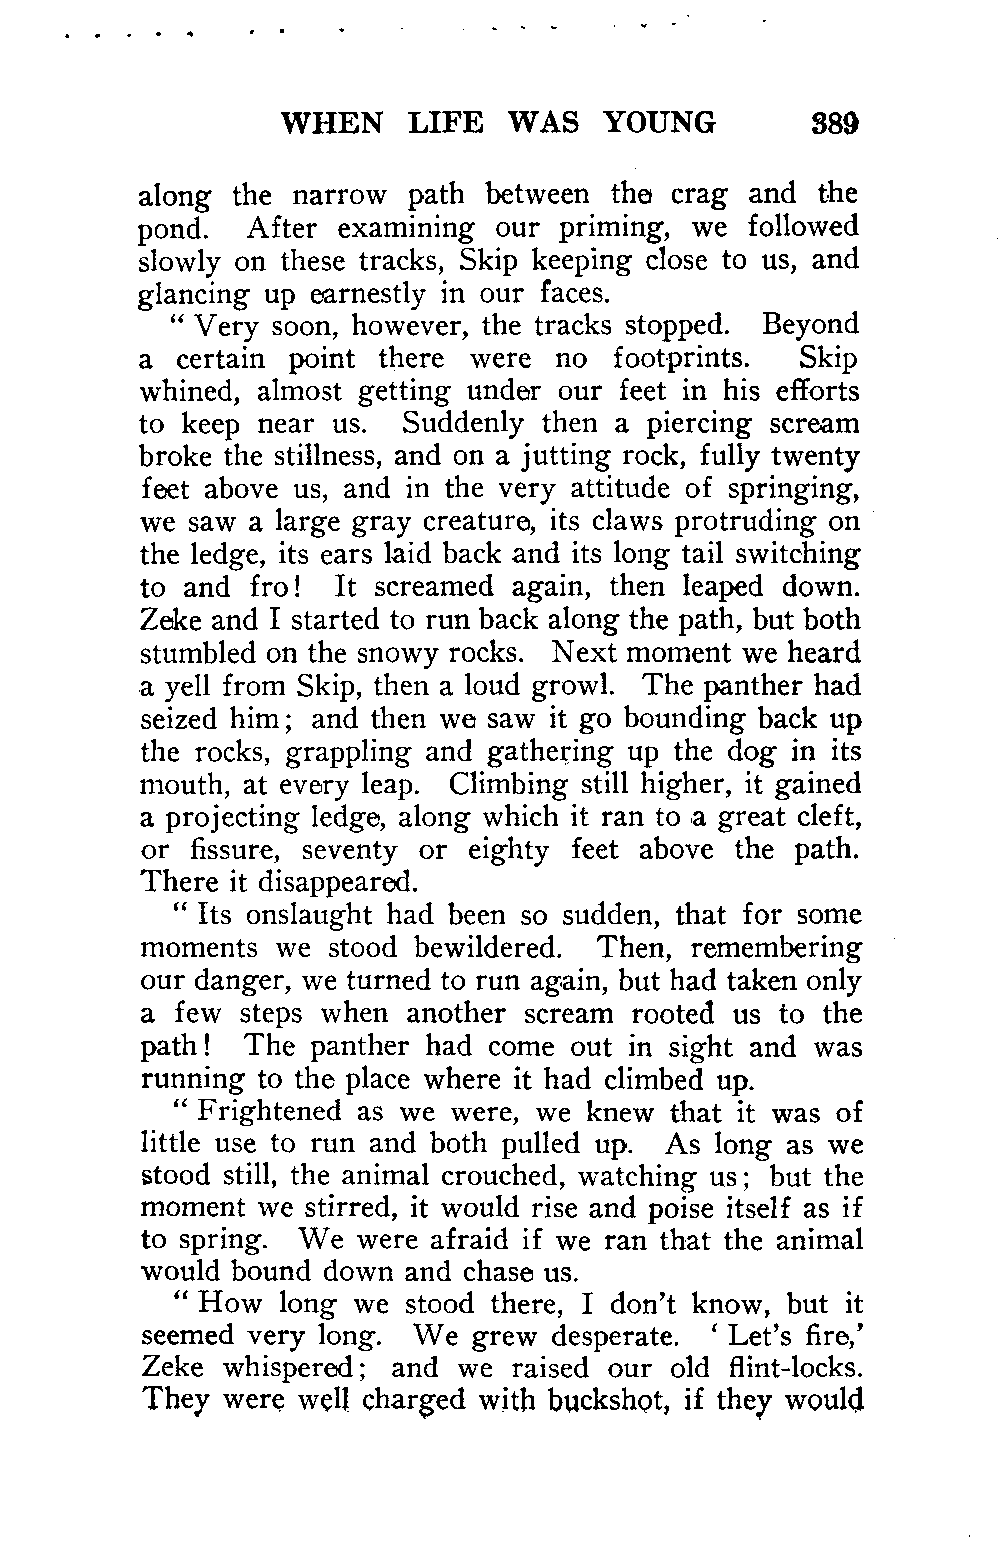 WHEN LIFE WAS YOUNG 389
along the narrow path between the crag and the
pond. After examining our priming, we followed
slowly on these tracks, Skip keeping close to us, and
glancing up earnestly in our faces.
“ Very soon, however, the tracks stopped. Beyond
a certain point there were no footprints. Skip
whined, almost getting under our feet in his efforts
to keep near us. Suddenly then a piercing scream
broke the stillness, and on a jutting rock, fully twenty
feet above us, and in the very attitude of springing,
we saw a large gray creature, its claws protruding on
the ledge, its ears laid back and its long tail switching
to and fro! It screamed again, then leaped down.
Zeke and I started to run back along the path, but both
stumbled on the snowy rocks. Next moment we heard
a yell from Skip, then a loud growl. The panther had
seized him; and then we saw it go bounding back up
the rocks, grappling and gathering up the dog in its
mouth, at every leap. Climbing still higher, it gained
a projecting ledge, along which it ran to a great cleft,
or fissure, seventy or eighty feet above the path.
There it disappeared.
“ Its onslaught had been so sudden, that for some
moments we stood bewildered. Then, remembering
our danger, we turned to run again, but had taken only
a few steps when another scream rooted us to the
path! The panther had come out in sight and was
running to the place where it had climbed up.
“ Frightened as we were, we knew that it was of
little use to run and both pulled up. As long as we
stood still, the animal crouched, watching us; but the
moment we stirred, it would rise and poise itself as if
to spring. We were afraid if we ran that the animal
would bound down and chase us.
“ How long we stood there, I don't know, but it
seemed very long. We grew desperate. ‘ Let's fire,’
Zeke whispered; and we raised our old flint-locks.
They were well charged with buckshot, if they would